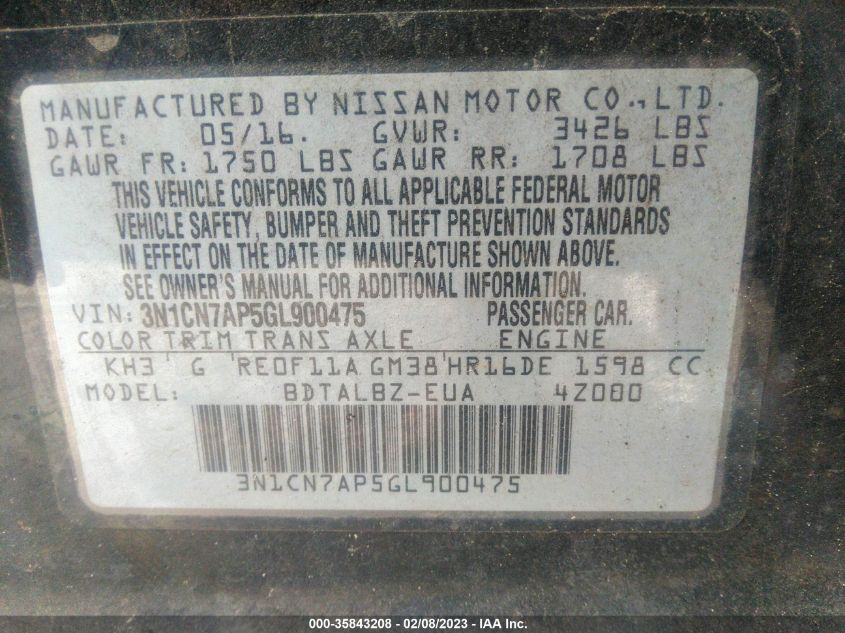 MANUFACTURED BY NISSAN MOTOR CO., LTD.
DATE: 05/16. GVWR: 3426 LBS
GAWR FR: 1750 LBS GAWR RR: 1708 LBS
THIS VEHICLE CONFORMS TO ALL APPLICABLE FEDERAL MOTOR
VEHICLE SAFETY, BUMPER AND THEFT PREVENTION STANDARDS
IN EFFECT ON THE DATE OF MANUFACTURE SHOWN ABOVE.
SEE OWNER'S MANUAL FOR ADDITIONAL INFORMATION.
VIN: 3N1CN7AP5GL900475 PASSENGER CAR.
COLOR TRIM TRANS AXLE ENGINE
KH3 G RE0F11A GM38 HR16DE 1598 CC
MODEL: BDTALBZ-EUA 4Z000
3N1CN7AP5GL900475
000-35843208 - 02/08/2023 - IAA Inc.